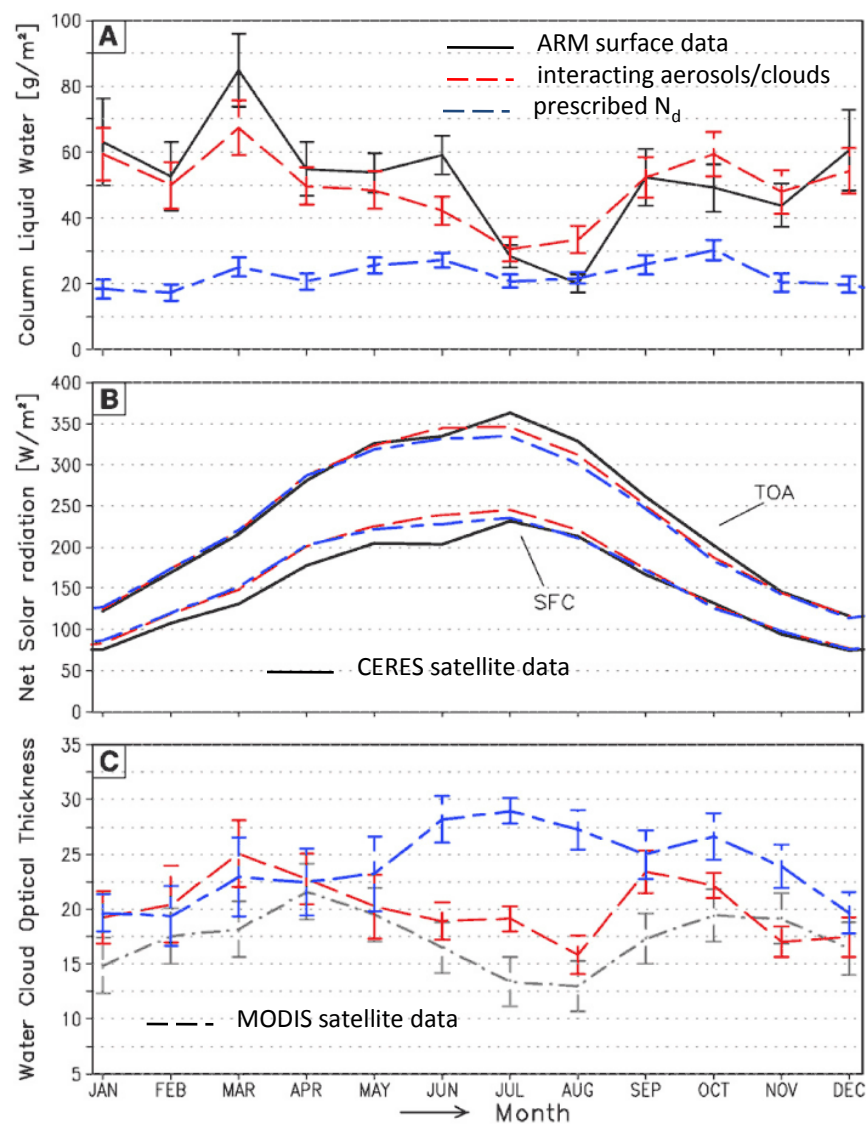 A
ARM surface data
interacting aerosols/clouds
prescribed N_d
Column Liquid Water [g/m²]
100
80
60
40
20
0
B
Net Solar radiation [W/m²]
400
350
300
250
200
150
100
50
0
TOA
SFC
CERES satellite data
C
Water Cloud Optical Thickness
35
30
25
20
15
10
5
MODIS satellite data
JAN FEB MAR APR MAY JUN JUL AUG SEP OCT NOV DEC
Month